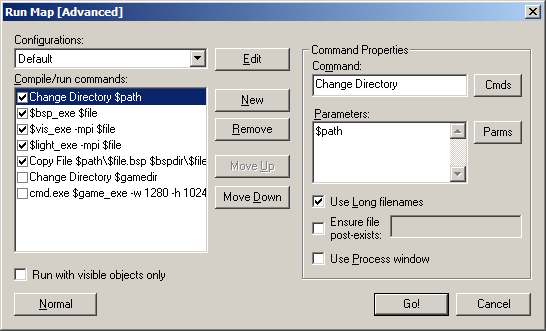 Run Map [Advanced]
Configurations:
Default
Edit
Compile/run commands:
Change Directory $path
$bsp_exe $file
$vis_exe -mpi $file
$light_exe -mpi $file
Copy File $path\$file.bsp $bspdir\$fil
Change Directory $gamedir
cmd.exe $game_exe -w 1280 -h 1024
New
Remove
Move Up
Move Down
Run with visible objects only
Normal
Command Properties
Command:
Change Directory
Cmds
Parameters:
$path
Parms
Use Long filenames
Ensure file
post-exists:
Use Process window
Go!
Cancel